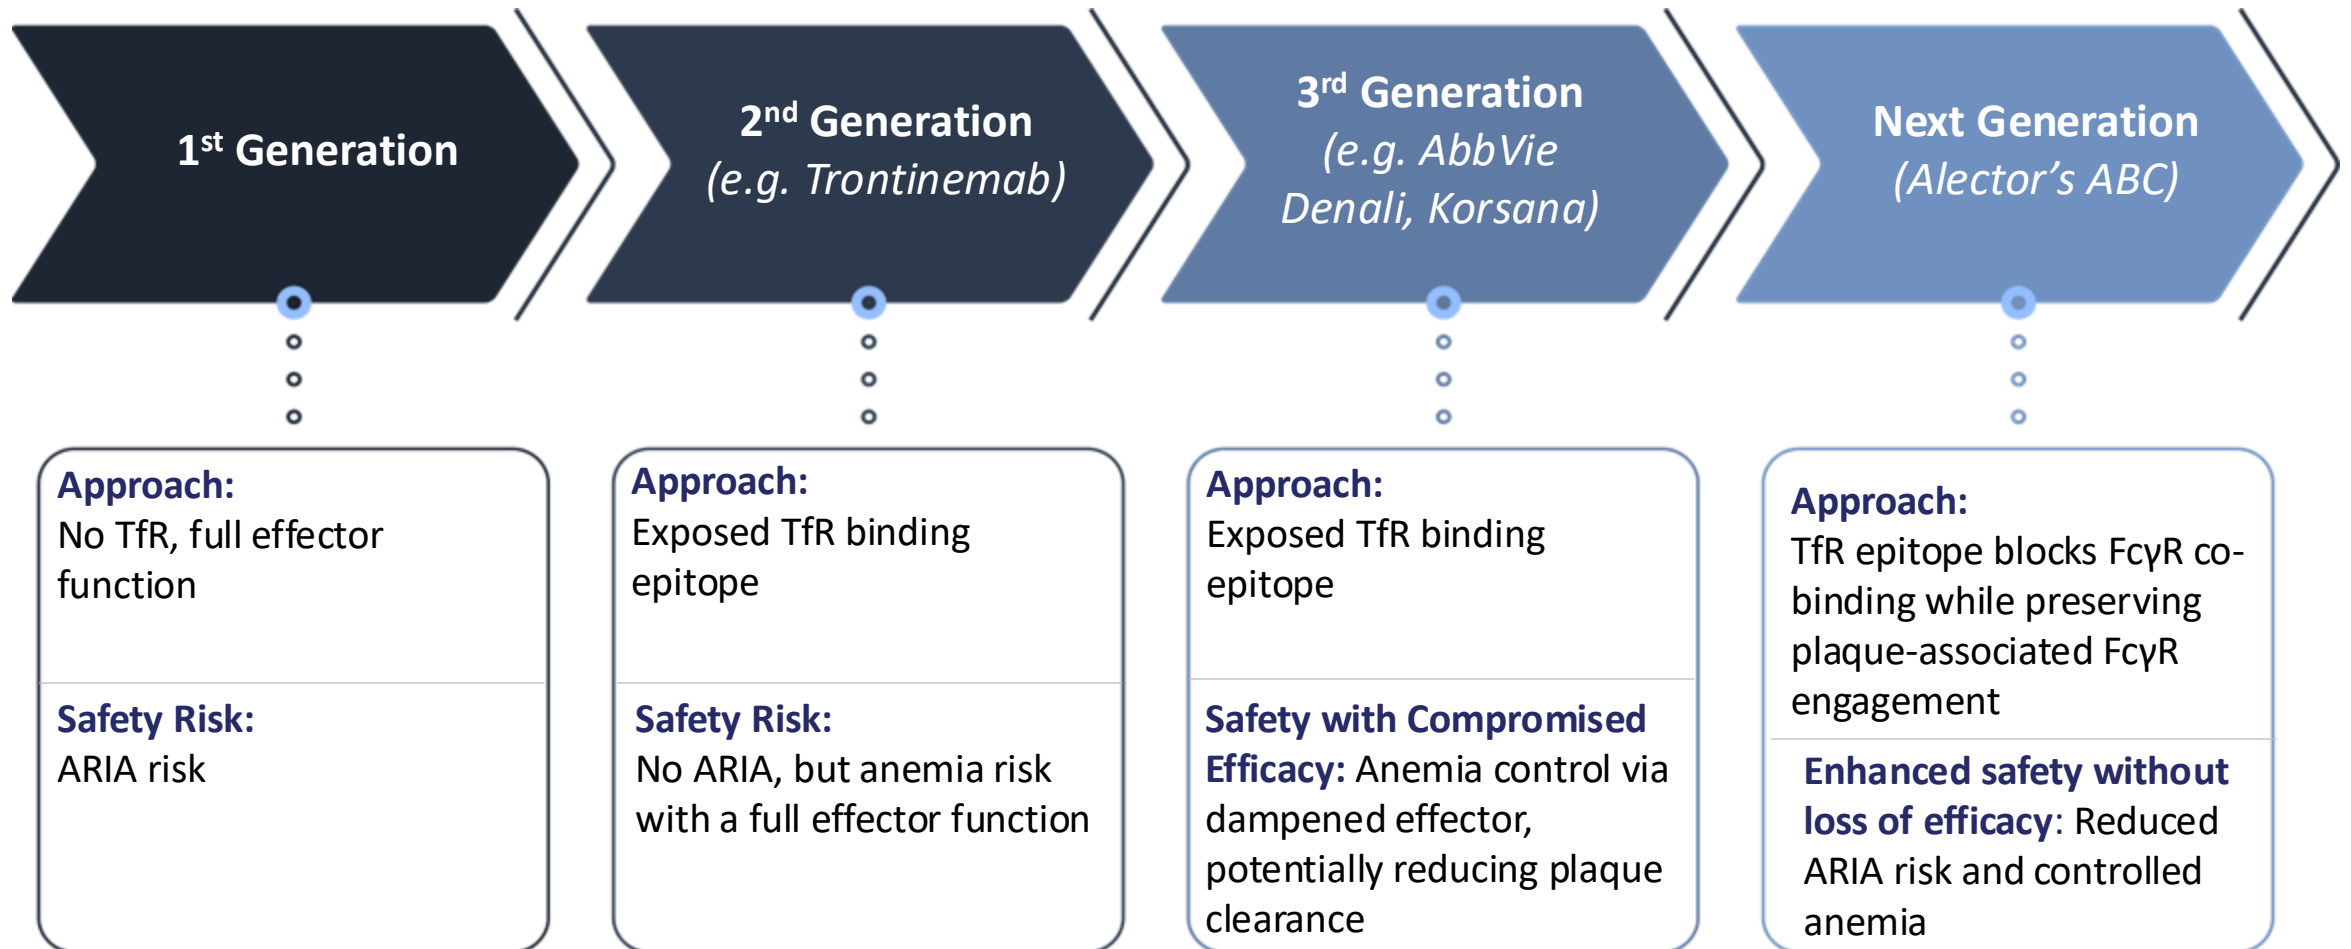 1st Generation
2nd Generation
(e.g. Trontinemab)
3rd Generation
(e.g. AbbVie
Denali, Korsana)
Next Generation
(Alector’s ABC)
Approach:
No TfR, full effector
function
Safety Risk:
ARIA risk
Approach:
Exposed TfR binding
epitope
Safety Risk:
No ARIA, but anemia risk
with a full effector function
Approach:
Exposed TfR binding
epitope
Safety with Compromised
Efficacy: Anemia control via
dampened effector,
potentially reducing plaque
clearance
Approach:
TfR epitope blocks FcγR co-
binding while preserving
plaque-associated FcγR
engagement
Enhanced safety without
loss of efficacy: Reduced
ARIA risk and controlled
anemia